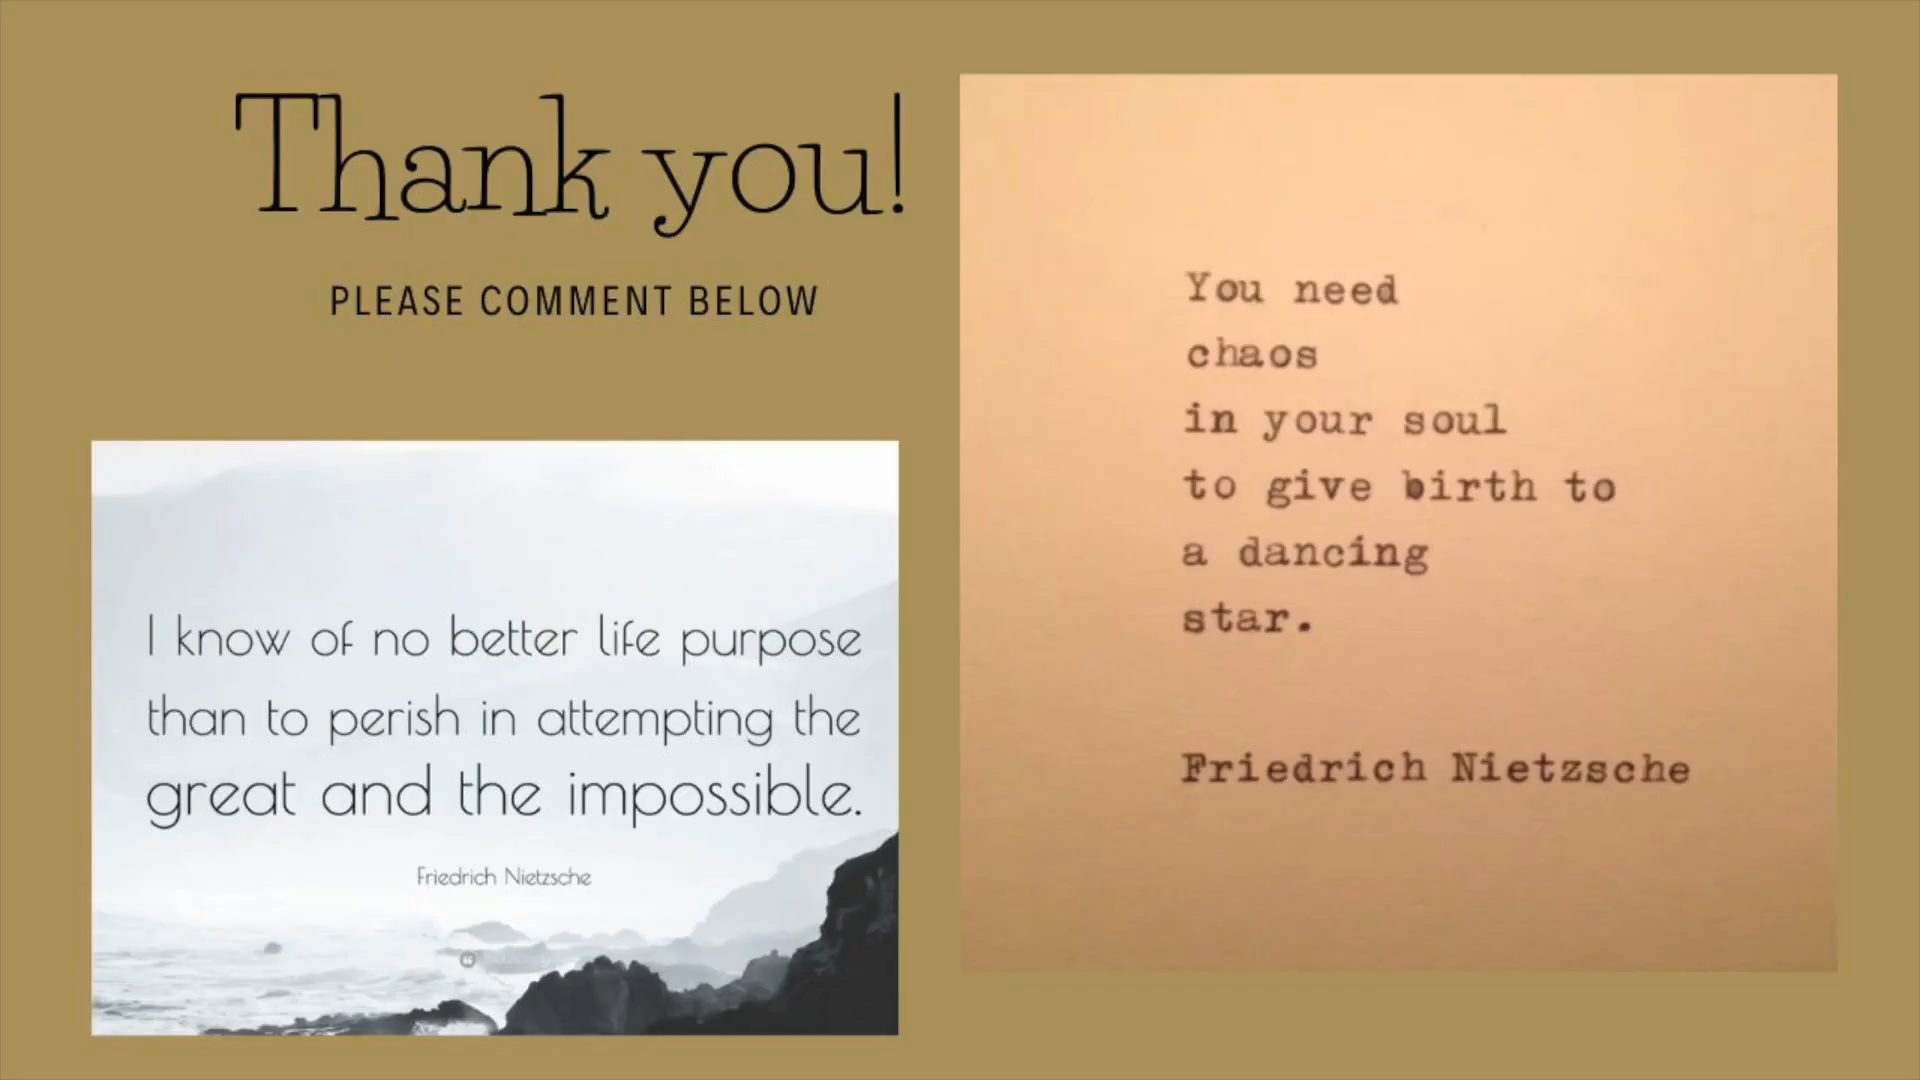 Thank you!
PLEASE COMMENT BELOW
I know of no better life purpose
than to perish in attempting the
great and the impossible.
Friedrich Nietzsche
You need
chaos
in your soul
to give birth to
a dancing
star.
Friedrich Nietzsche